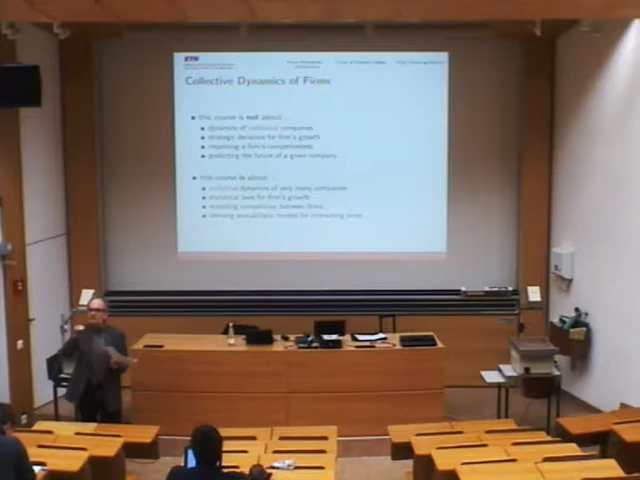 ETH
Collective Dynamics of Firms
this course is not about ...
dynamics of individual companies
strategic decisions for firm's growth
improving a firm's competitiveness
predicting the future of a given company
this course is about ...
collective dynamics of very many companies
statistical laws for firm's growth
modeling competition between firms
deriving
models for interacting firms